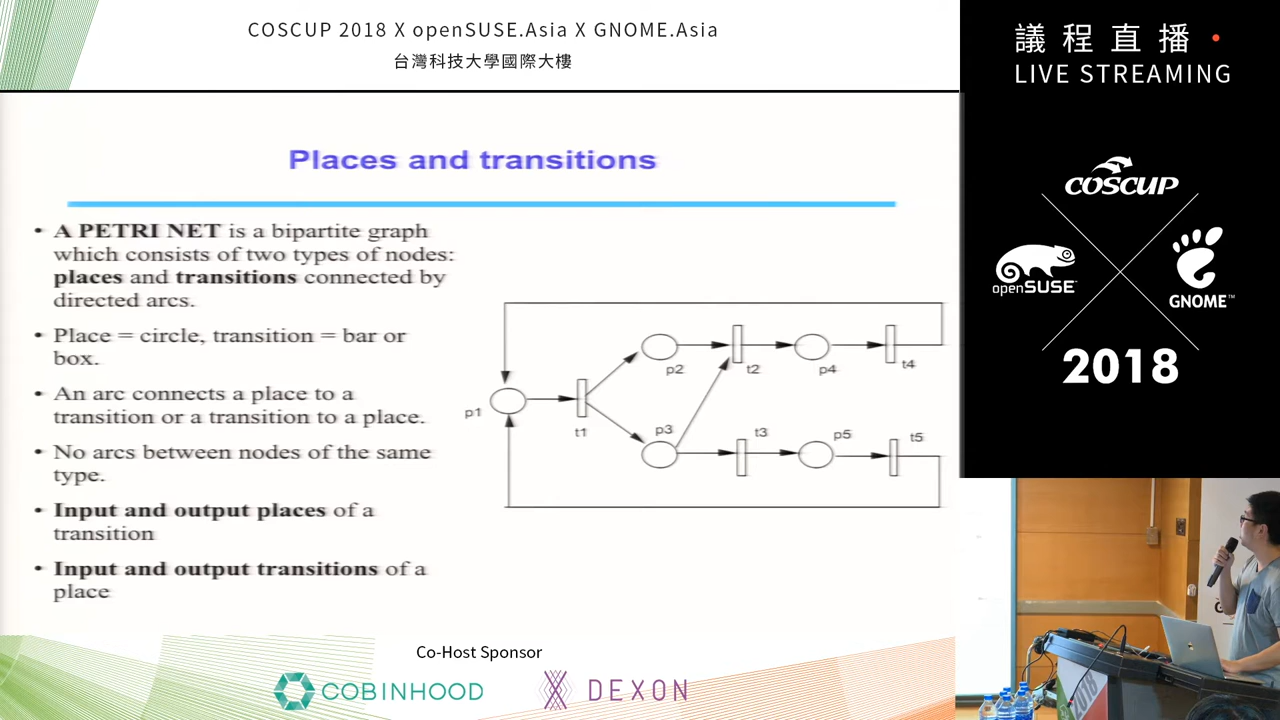 COSCUP 2018 X openSUSE.Asia X GNOME.Asia
台灣科技大學國際大樓
議程直播
LIVE STREAMING
COSCUP
openSUSE
GNOME™
2018
Places and transitions
• A PETRI NET is a bipartite graph
which consists of two types of nodes:
places and transitions connected by
directed arcs.
• Place = circle, transition = bar or
box.
• An arc connects a place to a
transition or a transition to a place.
• No arcs between nodes of the same
type.
• Input and output places of a
transition
• Input and output transitions of a
place
p2
t2
p4
t4
p1
t1
p3
t3
p5
t5
Co-Host Sponsor
COBINHOOD
DEXON
2018